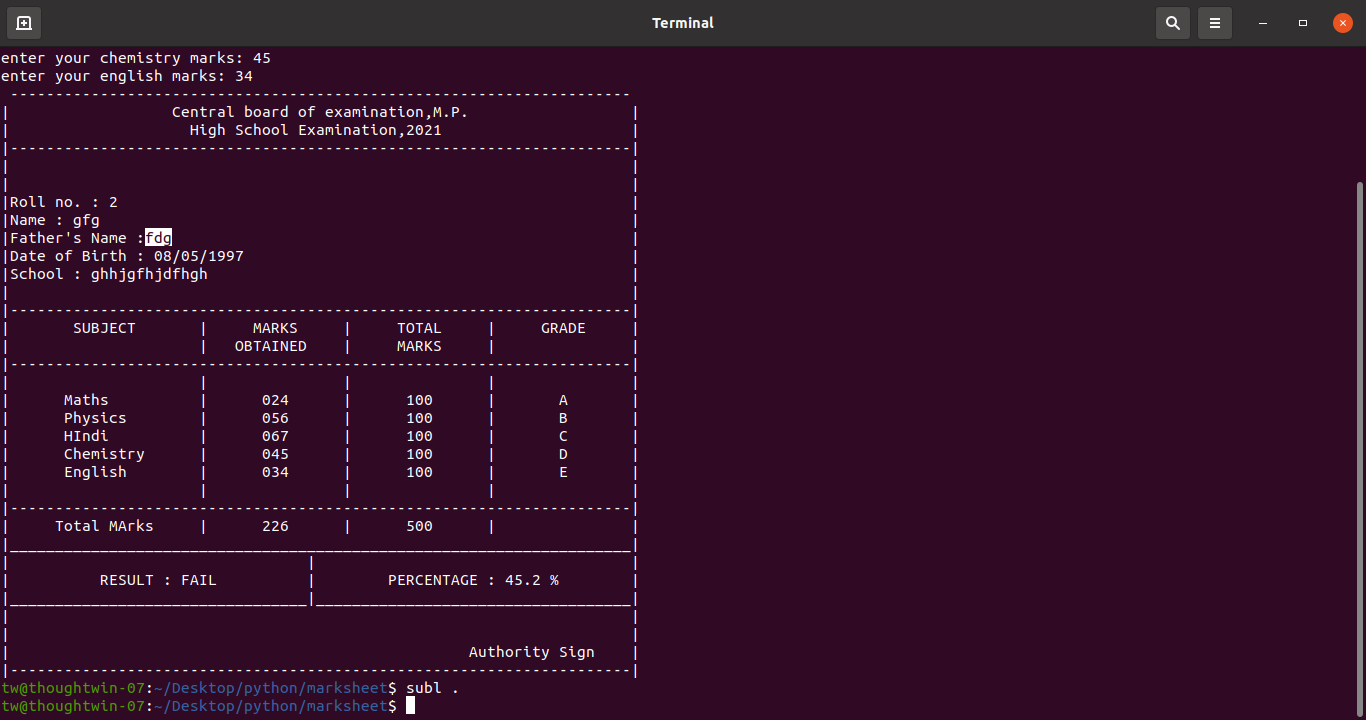 Terminal
enter your chemistry marks: 45
enter your english marks: 34
 ---------------------------------------------------------------------
|                  Central board of examination,M.P.                  |
|                    High School Examination,2021                     |
|---------------------------------------------------------------------|
|                                                                     |
|                                                                     |
|Roll no. : 2                                                         |
|Name : gfg                                                           |
|Father's Name :fdg                                                   |
|Date of Birth : 08/05/1997                                           |
|School : ghhjgfhjdfhgh                                               |
|                                                                     |
|---------------------------------------------------------------------|
|       SUBJECT       |     MARKS     |     TOTAL     |     GRADE     |
|                     |   OBTAINED    |     MARKS     |               |
|---------------------------------------------------------------------|
|                     |               |               |               |
|      Maths          |      024      |      100      |       A       |
|      Physics        |      056      |      100      |       B       |
|      HIndi          |      067      |      100      |       C       |
|      Chemistry      |      045      |      100      |       D       |
|      English        |      034      |      100      |       E       |
|                     |               |               |               |
|---------------------------------------------------------------------|
|     Total MArks     |      226      |      500      |               |
|_____________________________________________________________________|
|                                 |                                   |
|          RESULT : FAIL          |        PERCENTAGE : 45.2 %        |
|_________________________________|___________________________________|
|                                                                     |
|                                                                     |
|                                                   Authority Sign    |
|---------------------------------------------------------------------|
tw@thoughtwin-07:~/Desktop/python/marksheet$ subl .
tw@thoughtwin-07:~/Desktop/python/marksheet$